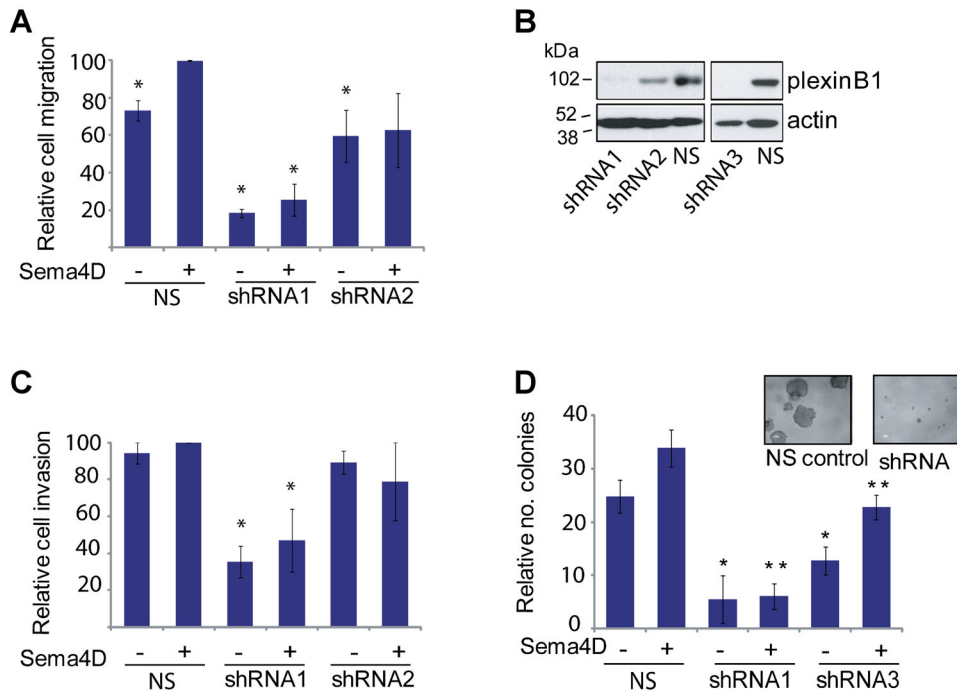 A
Relative cell migration
100
80
60
40
20
* * * *
Sema4D - + - + - +
NS shRNA1 shRNA2
B
kDa
102
52
38
plexinB1
actin
shRNA1 shRNA2 NS shRNA3 NS
C
Relative cell invasion
100
80
60
40
20
* *
Sema4D - + - + - +
NS shRNA1 shRNA2
D
NS control shRNA
Relative no. colonies
40
30
20
10
0
* ** * **
Sema4D - + - + - +
NS shRNA1 shRNA3